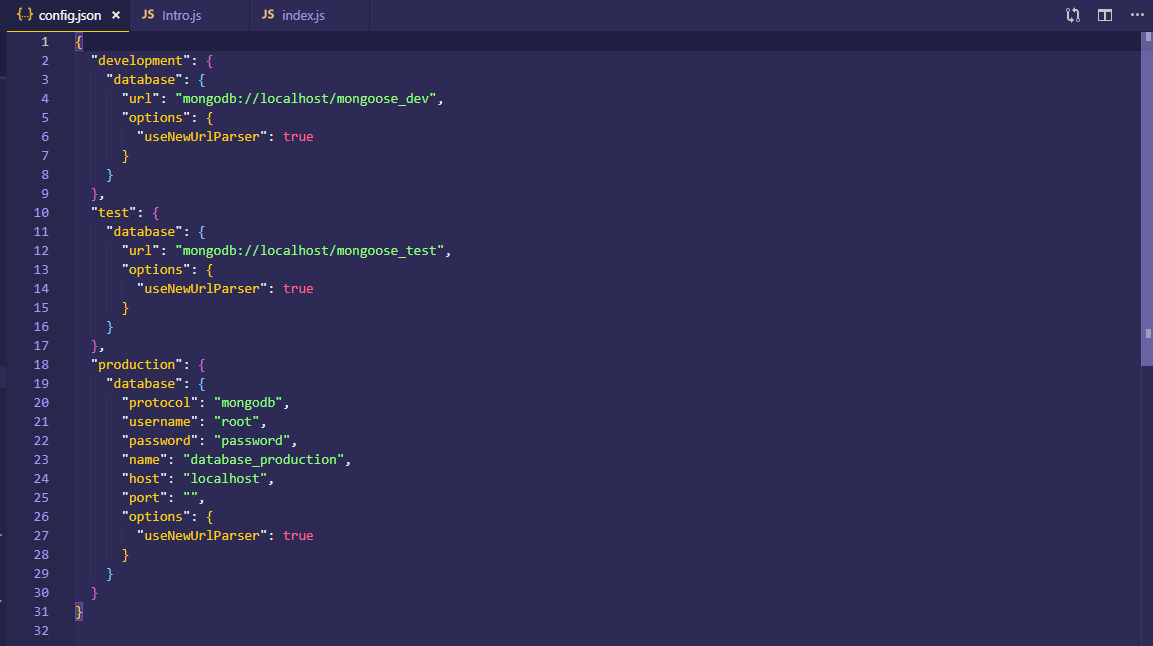 {··} config.json × JS Intro.js JS index.js
1 {
2 "development": {
3 "database": {
4 "url": "mongodb://localhost/mongoose_dev",
5 "options": {
6 "useNewUrlParser": true
7 }
8 }
9 },
10 "test": {
11 "database": {
12 "url": "mongodb://localhost/mongoose_test",
13 "options": {
14 "useNewUrlParser": true
15 }
16 }
17 },
18 "production": {
19 "database": {
20 "protocol": "mongodb",
21 "username": "root",
22 "password": "password",
23 "name": "database_production",
24 "host": "localhost",
25 "port": "",
26 "options": {
27 "useNewUrlParser": true
28 }
29 }
30 }
31 }
32